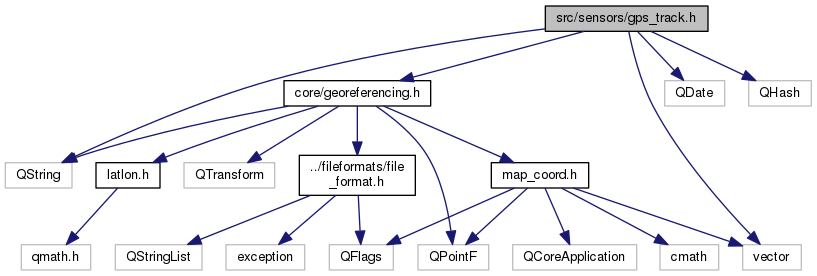 src/sensors/gps_track.h
core/georeferencing.h
QDate
QHash
QString
latlon.h
QTransform
../fileformats/file
_format.h
map_coord.h
qmath.h
QStringList
exception
QFlags
QPointF
QCoreApplication
cmath
vector